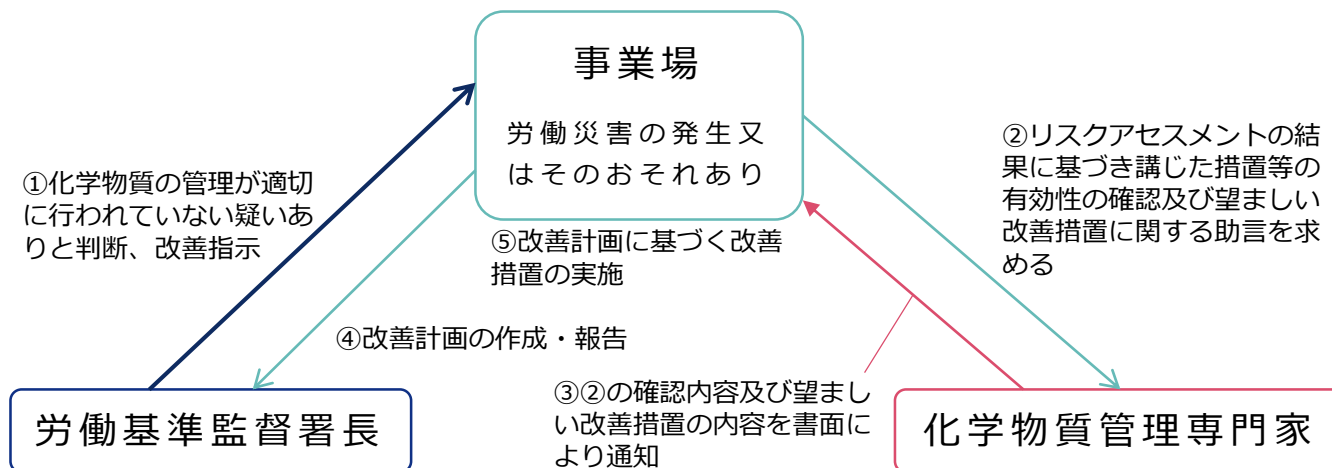 事業場
労働災害の発生又
はそのおそれあり
①化学物質の管理が適切
に行われていない疑いあ
りと判断、改善指示
②リスクアセスメントの結
果に基づき講じた措置等の
有効性の確認及び望ましい
改善措置に関する助言を求
める
⑤改善計画に基づく改善
措置の実施
④改善計画の作成・報告
③②の確認内容及び望まし
い改善措置の内容を書面に
より通知
労働基準監督署長
化学物質管理専門家